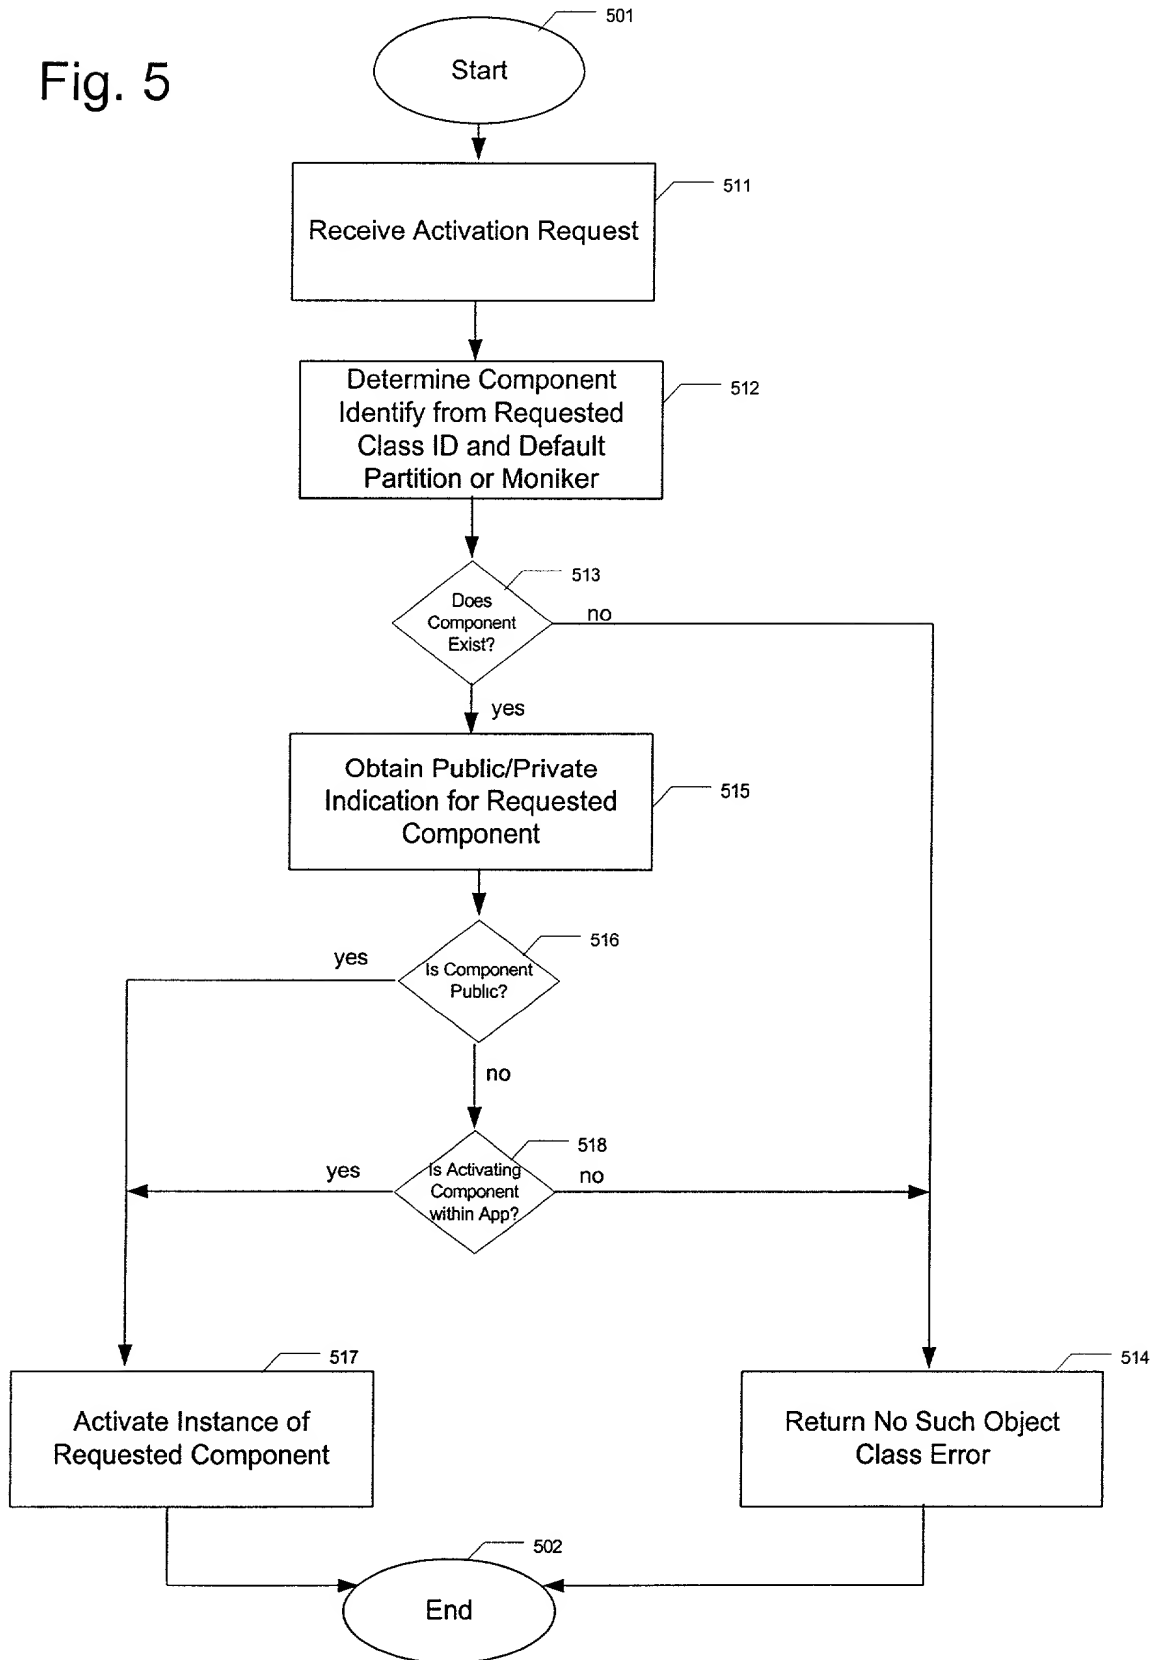 Fig. 5
501
Start
511
Receive Activation Request
512
Determine Component
Identify from Requested
Class ID and Default
Partition or Moniker
513
Does
Component
Exist?
no
yes
515
Obtain Public/Private
Indication for Requested
Component
516
yes
Is Component
Public?
no
518
yes
Is Activating
Component
within App?
no
517
Activate Instance of
Requested Component
514
Return No Such Object
Class Error
502
End